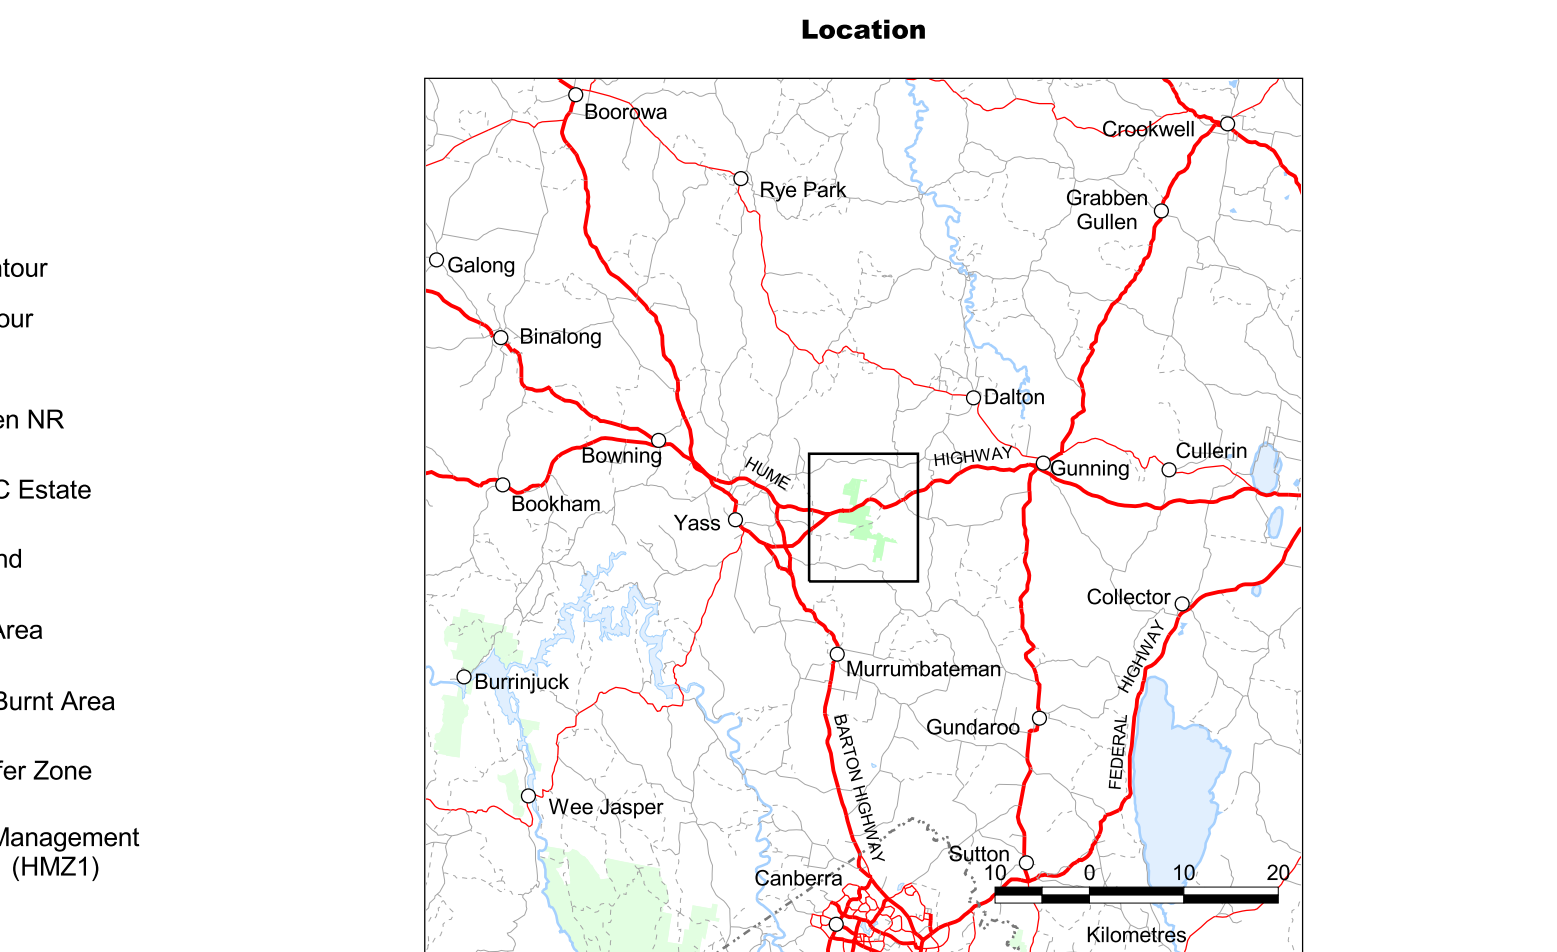 Location
Boorowa
Crookwell
Rye Park
Grabben
Gullen
ntour
Galong
our
Binalong
Dalton
en NR
Bowning
HUME
HIGHWAY
Cullerin
Gunning
C Estate
Bookham
Yass
nd
Collector
Area
Murrumbateman
HIGHWAY
Burrinjuck
Burnt Area
Gundaroo
BARTON HIGHWAY
FEDERAL
fer Zone
Wee Jasper
Management
(HMZ1)
Sutton
Canberra
10 0 10 20
Kilometres